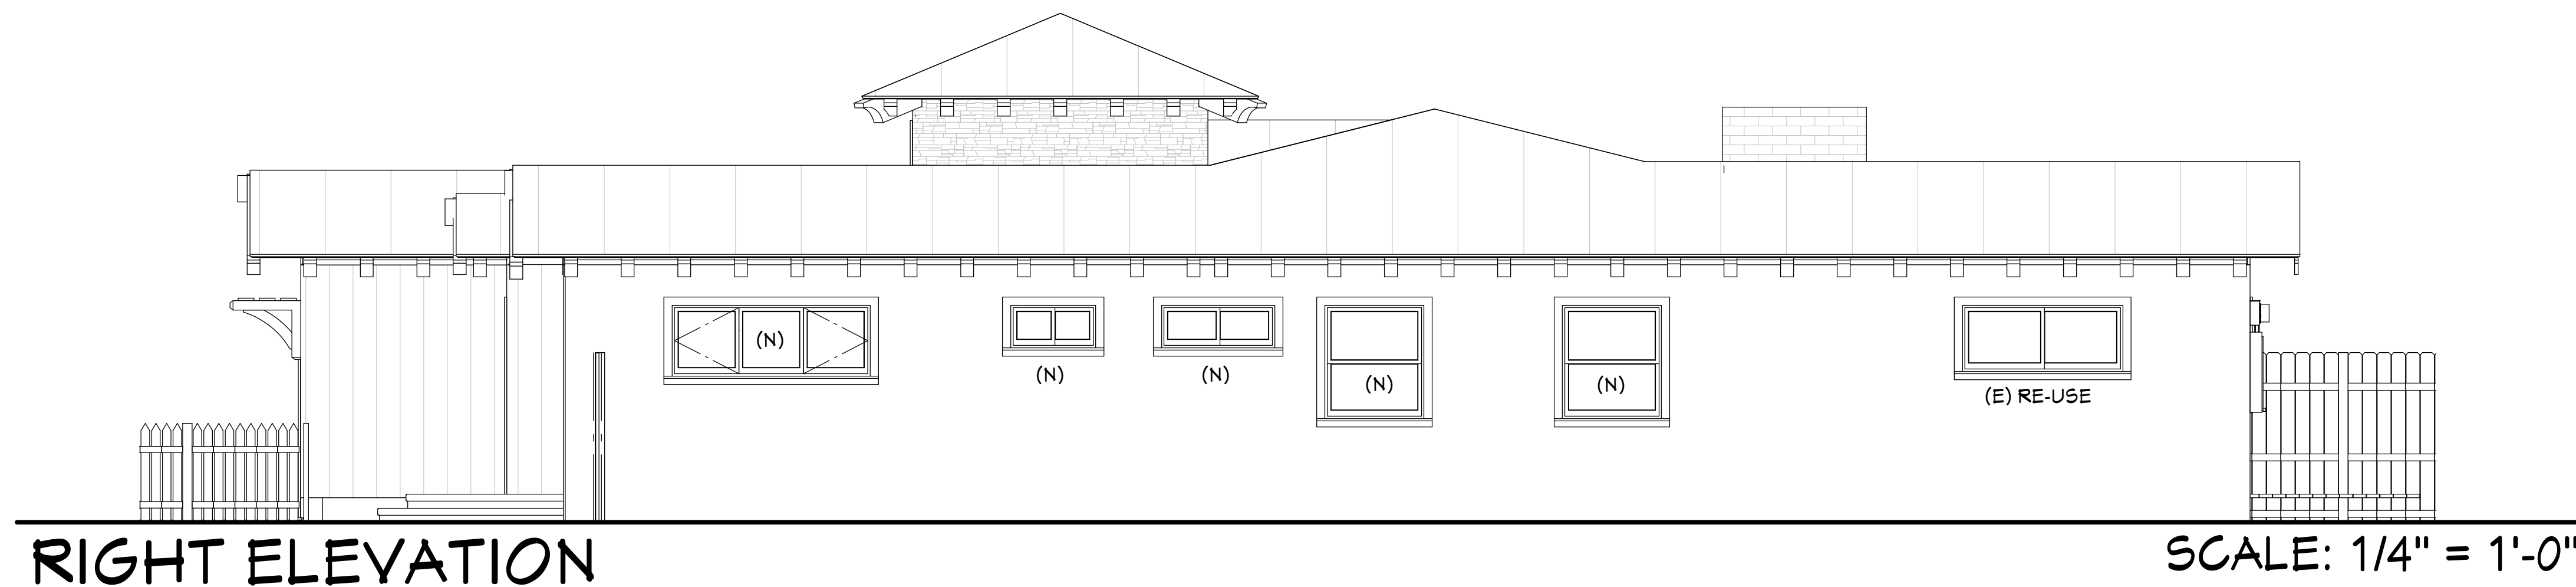 (N)
(N)
(N)
(N)
(N)
(E) RE-USE
RIGHT ELEVATION
SCALE: 1/4" = 1'-0"